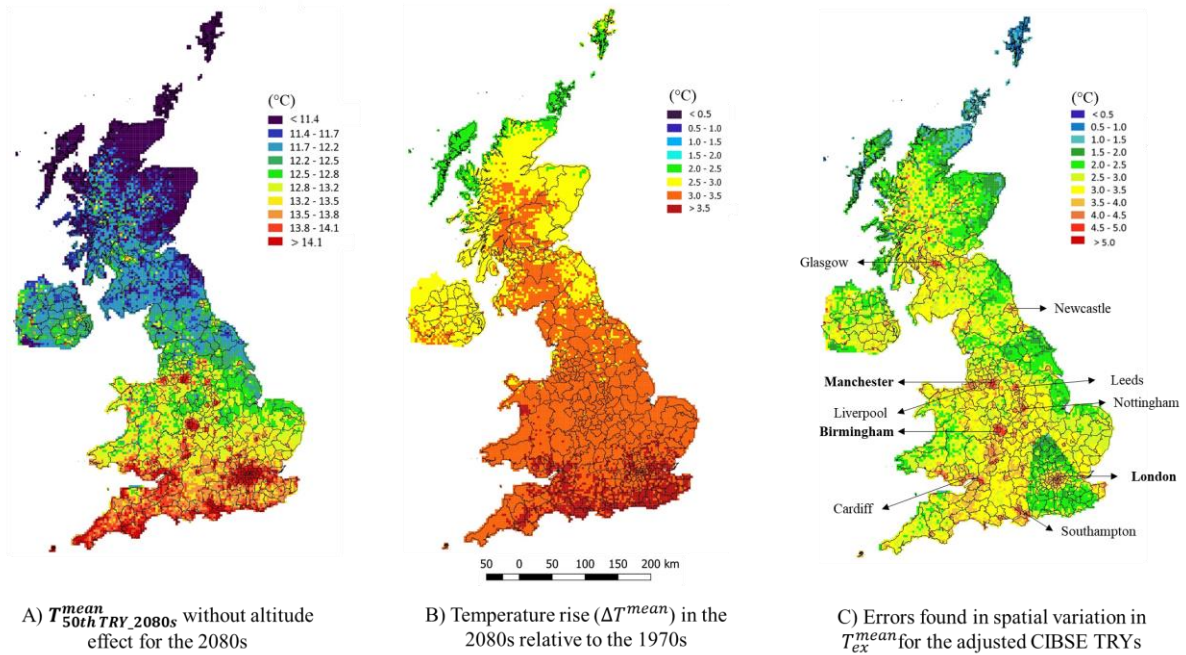 (°C)
< 11.4
11.4 - 11.7
11.7 - 12.2
12.2 - 12.5
12.5 - 12.8
12.8 - 13.2
13.2 - 13.5
13.5 - 13.8
13.8 - 14.1
> 14.1
(°C)
< 0.5
0.5 - 1.0
1.0 - 1.5
1.5 - 2.0
2.0 - 2.5
2.5 - 3.0
3.0 - 3.5
> 3.5
(°C)
< 0.5
0.5 - 1.0
1.0 - 1.5
1.5 - 2.0
2.0 - 2.5
2.5 - 3.0
3.0 - 3.5
3.5 - 4.0
4.0 - 4.5
4.5 - 5.0
> 5.0
Glasgow
Newcastle
Manchester
Leeds
Liverpool
Nottingham
Birmingham
London
Cardiff
Southampton
50 0 50 100 150 200 km
A) T^mean_50th TRY_2080s without altitude
effect for the 2080s
B) Temperature rise (ΔT^mean) in the
2080s relative to the 1970s
C) Errors found in spatial variation in
T_ex^mean for the adjusted CIBSE TRYs